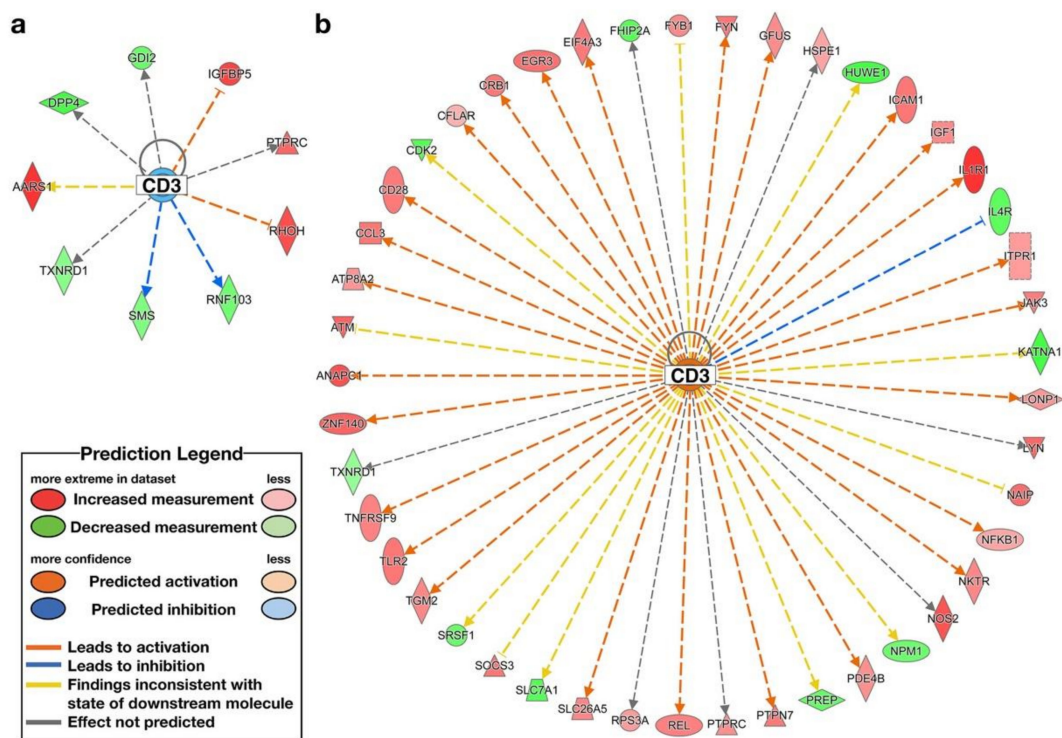 a
GDI2
IGFBP5
DPP4
PTPRC
AARS1
CD3
RHOH
TXNRD1
RNF103
SMS
Prediction Legend
more extreme in dataset less
Increased measurement
Decreased measurement
more confidence less
Predicted activation
Predicted inhibition
Leads to activation
Leads to inhibition
Findings inconsistent with
state of downstream molecule
Effect not predicted
b
FHIP2A
FYB1
FYN
GFUS
HSPE1
HUWE1
ICAM1
IGF1
IL1R1
IL4R
ITPR1
JAK3
KATNA1
LONP1
LYN
NAIP
NFKB1
NKTR
NOS2
NPM1
PDE4B
PREP
PTPN7
PTPRC
REL
RPS3A
SLC26A5
SLC7A1
SOCS3
SRSF1
TGM2
TLR2
TNFRSF9
TXNRD1
ZNF140
ANAPC1
ATM
ATP8A2
CCL3
CD28
CDK2
CFLAR
CRB1
EGR3
EIF4A3
CD3